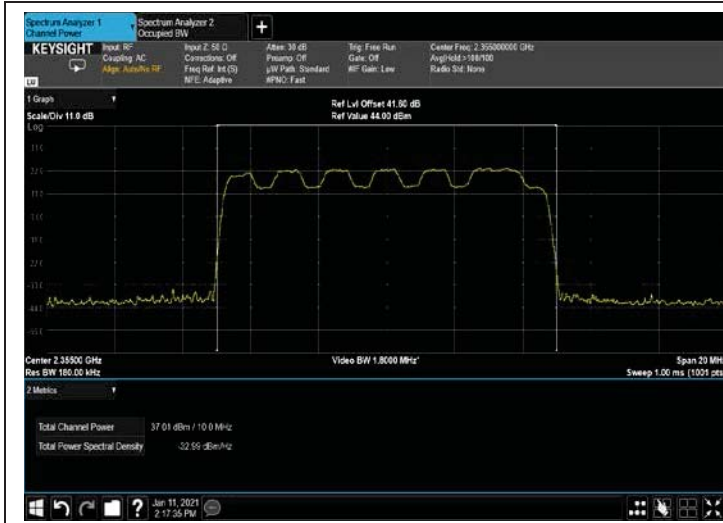 Spectrum Analyzer 1
Channel Power
Spectrum Analyzer 2
Occupied BW
+
KEYSIGHT
Input: RF
Coupling: AC
Align: Auto/No RF
Input Z: 50 Ω
Corrections: Off
Freq Ref: Int (S)
NFE: Adaptive
Atten: 30 dB
Preamp: Off
µW Path: Standard
#PNO: Fast
Trig: Free Run
Gate: Off
#IF Gain: Low
Center Freq: 2.355000000 GHz
Avg|Hold:>100/100
Radio Std: None
1 Graph
Scale/Div 11.0 dB
Ref Lvl Offset 41.60 dB
Ref Value 44.00 dBm
Log
Center 2.35500 GHz
Res BW 180.00 kHz
Video BW 1.8000 MHz*
Span 20 MH
Sweep 1.00 ms (1001 pts
2 Metrics
Total Channel Power 37.01 dBm / 10.0 MHz
Total Power Spectral Density -32.99 dBm/Hz
?
Jan 11, 2021
2:17:35 PM